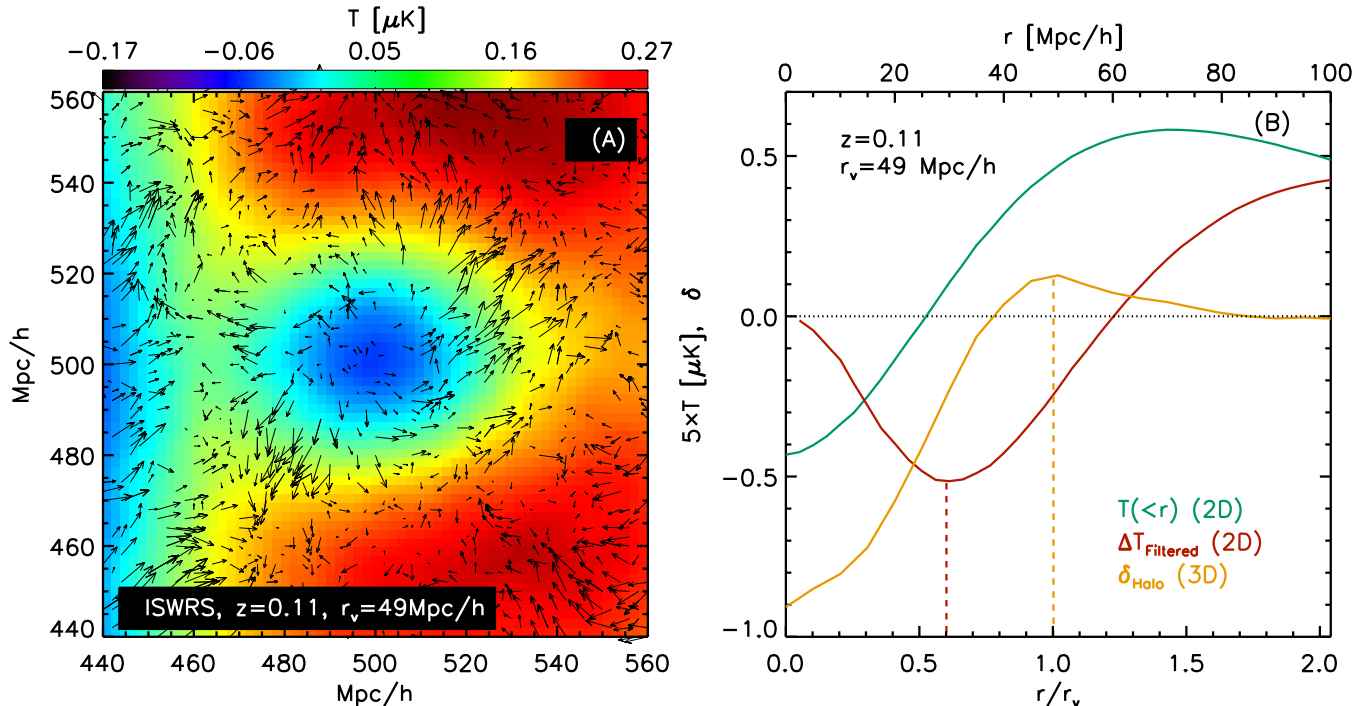 T [μK]
−0.17 −0.06 0.05 0.16 0.27
(A)
560
540
520
500
480
460
440
Mpc/h
ISWRS, z=0.11, rᵥ=49Mpc/h
440 460 480 500 520 540 560
Mpc/h
r [Mpc/h]
0 20 40 60 80 100
(B)
z=0.11
rᵥ=49 Mpc/h
0.5
0.0
−0.5
−1.0
5×T [μK], δ
T(<r) (2D)
ΔT_Filtered (2D)
δ_Halo (3D)
0.0 0.5 1.0 1.5 2.0
r/rᵥ